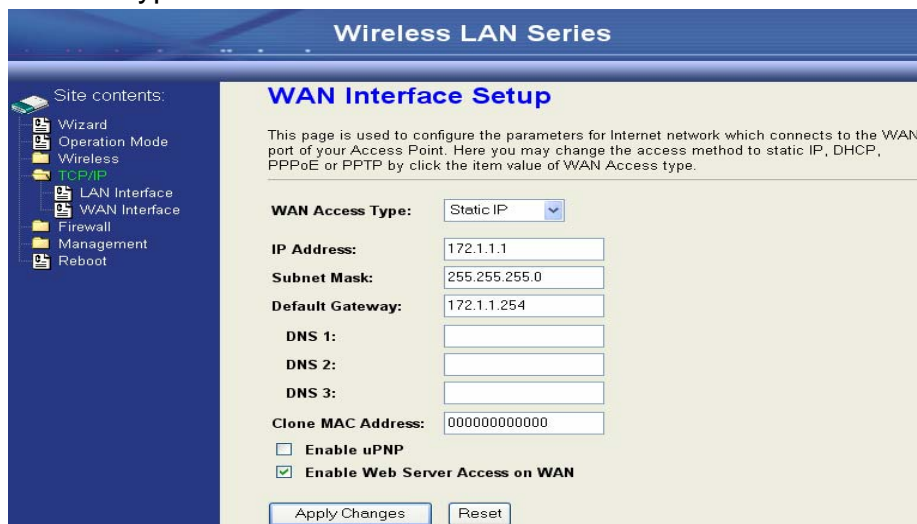 Wireless LAN Series
Site contents:
Wizard
Operation Mode
Wireless
TCP/IP
LAN Interface
WAN Interface
Firewall
Management
Reboot
WAN Interface Setup
This page is used to configure the parameters for Internet network which connects to the WAN
port of your Access Point. Here you may change the access method to static IP, DHCP,
PPPoE or PPTP by click the item value of WAN Access type.
WAN Access Type: Static IP
IP Address: 172.1.1.1
Subnet Mask: 255.255.255.0
Default Gateway: 172.1.1.254
DNS 1:
DNS 2:
DNS 3:
Clone MAC Address: 000000000000
Enable uPNP
Enable Web Server Access on WAN
Apply Changes Reset